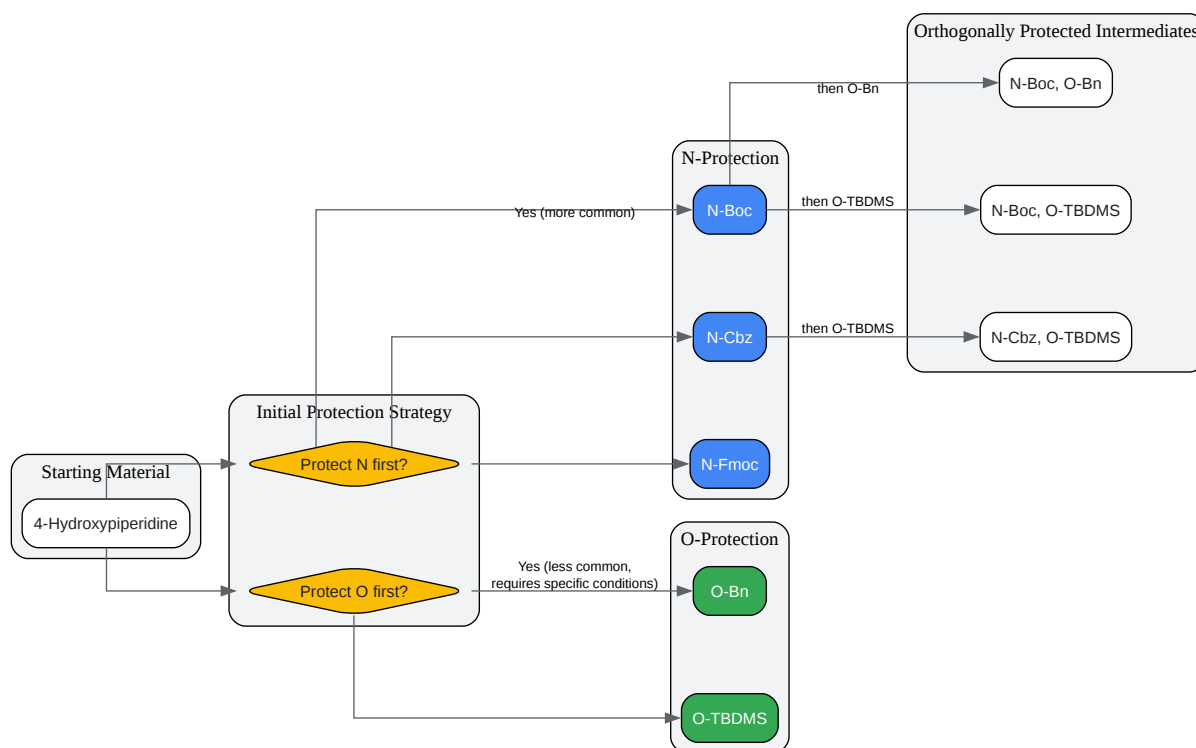 Orthogonally Protected Intermediates
N-Boc, O-Bn
then O-Bn
N-Protection
N-Boc
Yes (more common)
then O-TBDMS
N-Boc, O-TBDMS
N-Cbz
then O-TBDMS
N-Cbz, O-TBDMS
Initial Protection Strategy
Protect N first?
N-Fmoc
Starting Material
4-Hydroxypiperidine
O-Protection
Yes (less common,
requires specific conditions)
Protect O first?
O-Bn
O-TBDMS